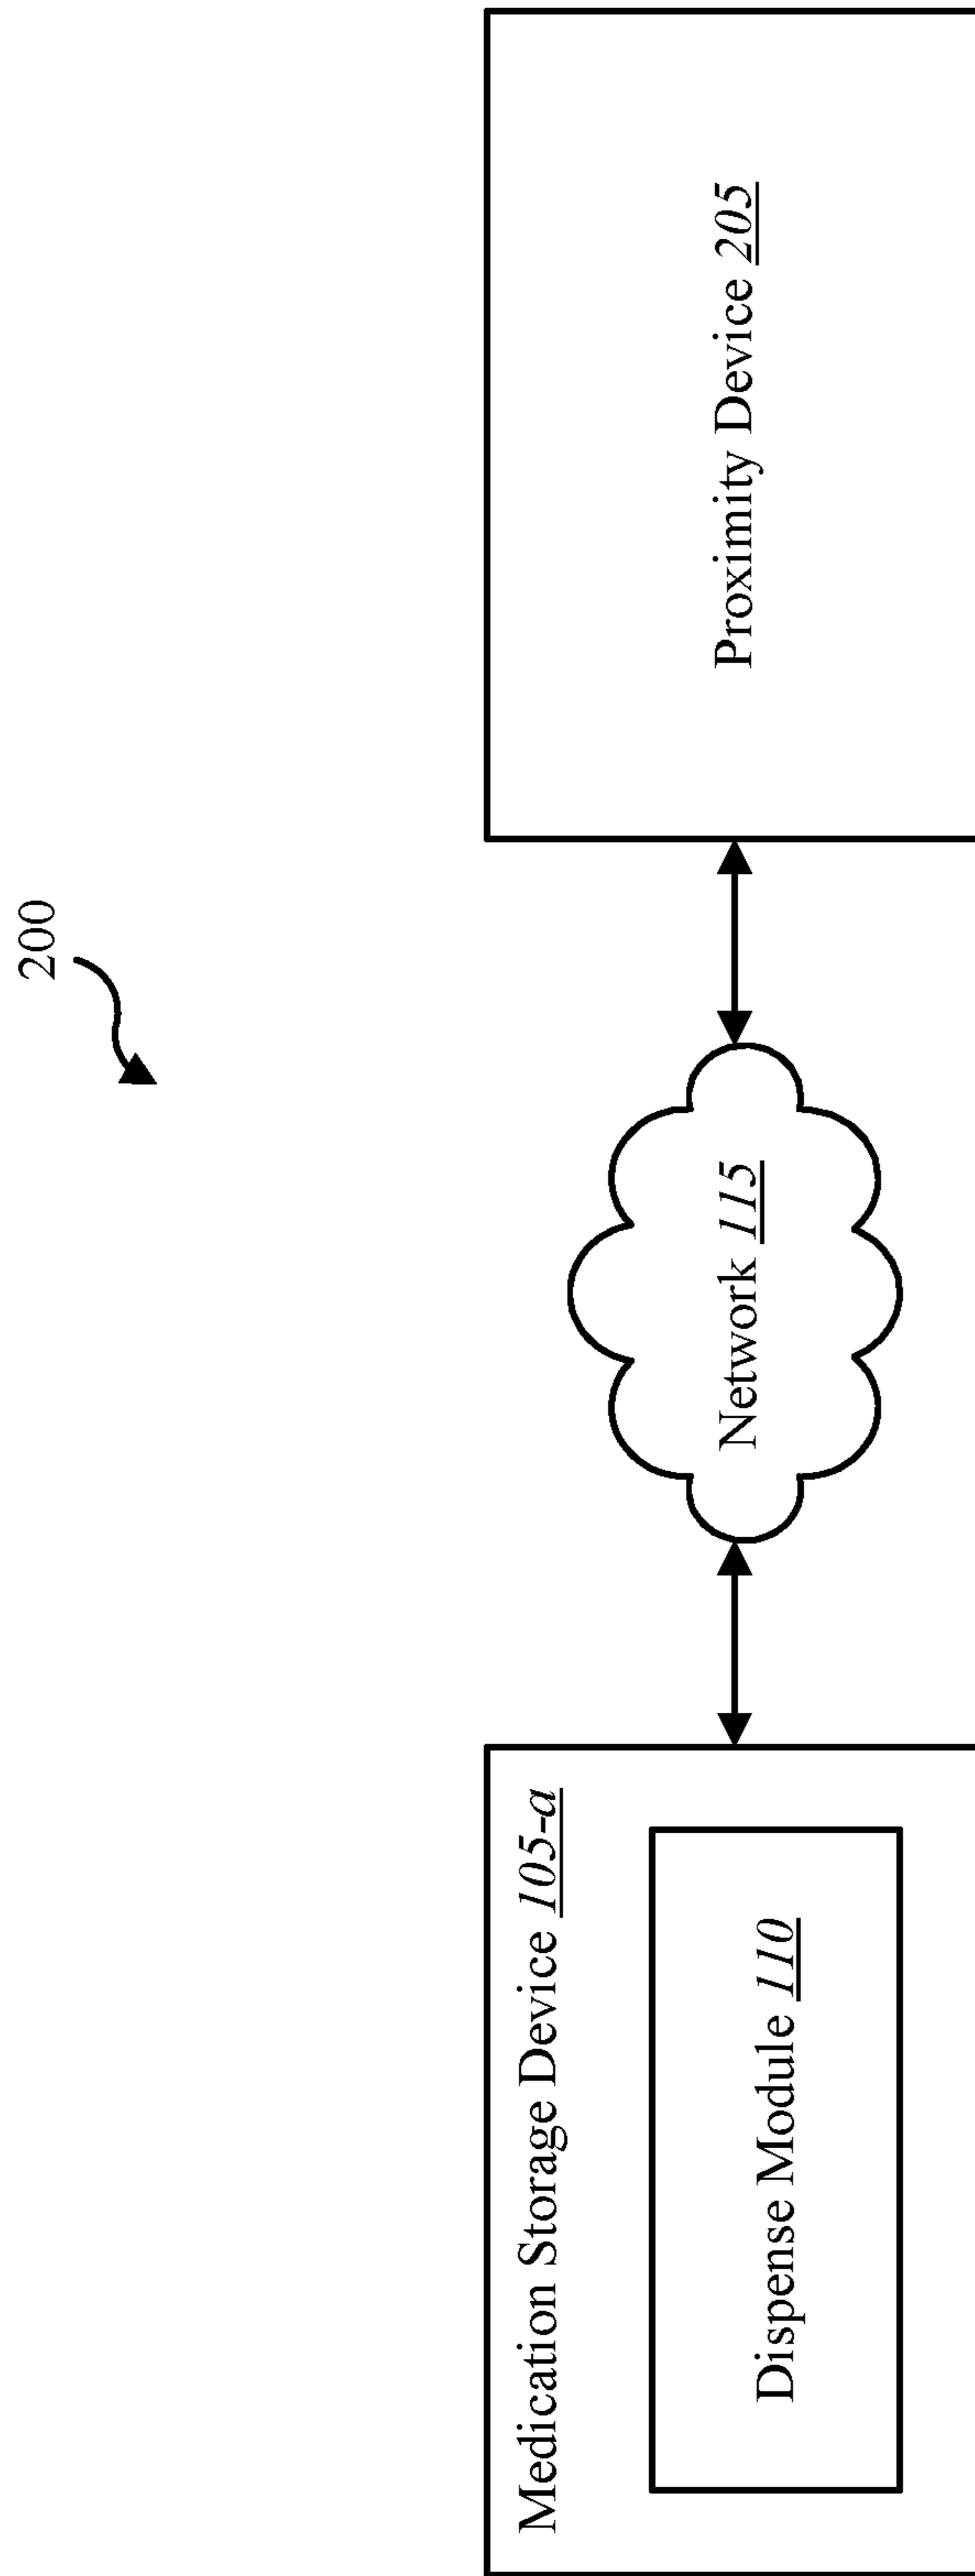 200
Medication Storage Device 105-a
Dispense Module 110
Network 115
Proximity Device 205